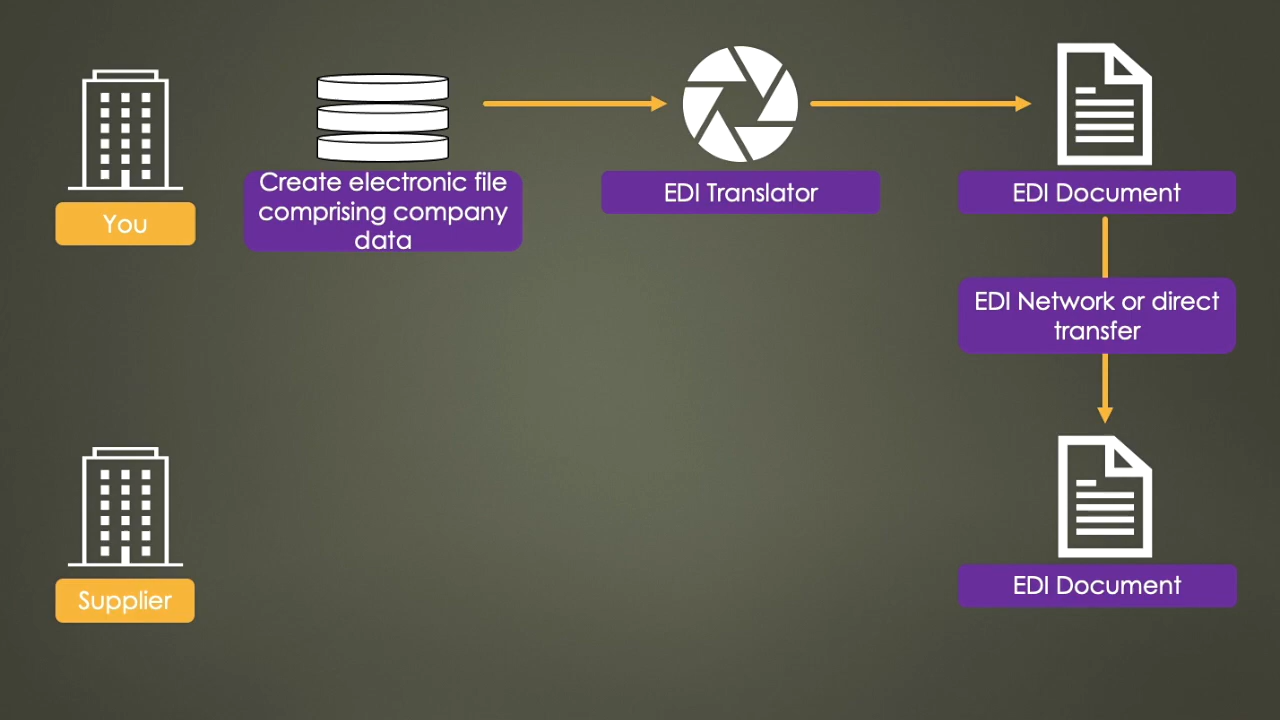 You
Create electronic file
comprising company
data
EDI Translator
EDI Document
EDI Network or direct
transfer
Supplier
EDI Document